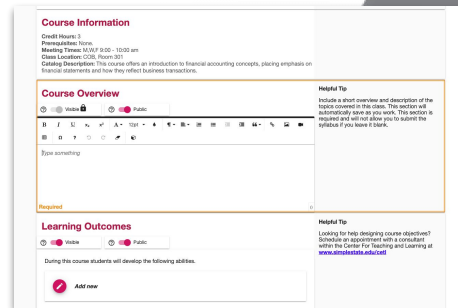 Course Information
Credit Hours: 3
Prerequisites: None.
Meeting Times: M,W,F 9:00 - 10:00 am
Class Location: COB, Room 301
Catalog Description: This course offers an introduction to financial accounting concepts, placing emphasis on
financial statements and how they reflect business transactions.
Course Overview
Visible
Public
B I U x₂ x² A 12pt
Type something
Required
0
Helpful Tip
Include a short overview and description of the
topics covered in this class. This section will
automatically save as you work. This section is
required and will not allow you to submit the
syllabus if you leave it blank.
Learning Outcomes
Visible
Public
During this course students will develop the following abilities.
Add new
Helpful Tip
Looking for help designing course objectives?
Schedule an appointment with a consultant
within the Center For Teaching and Learning at
www.simplestate.edu/cetl